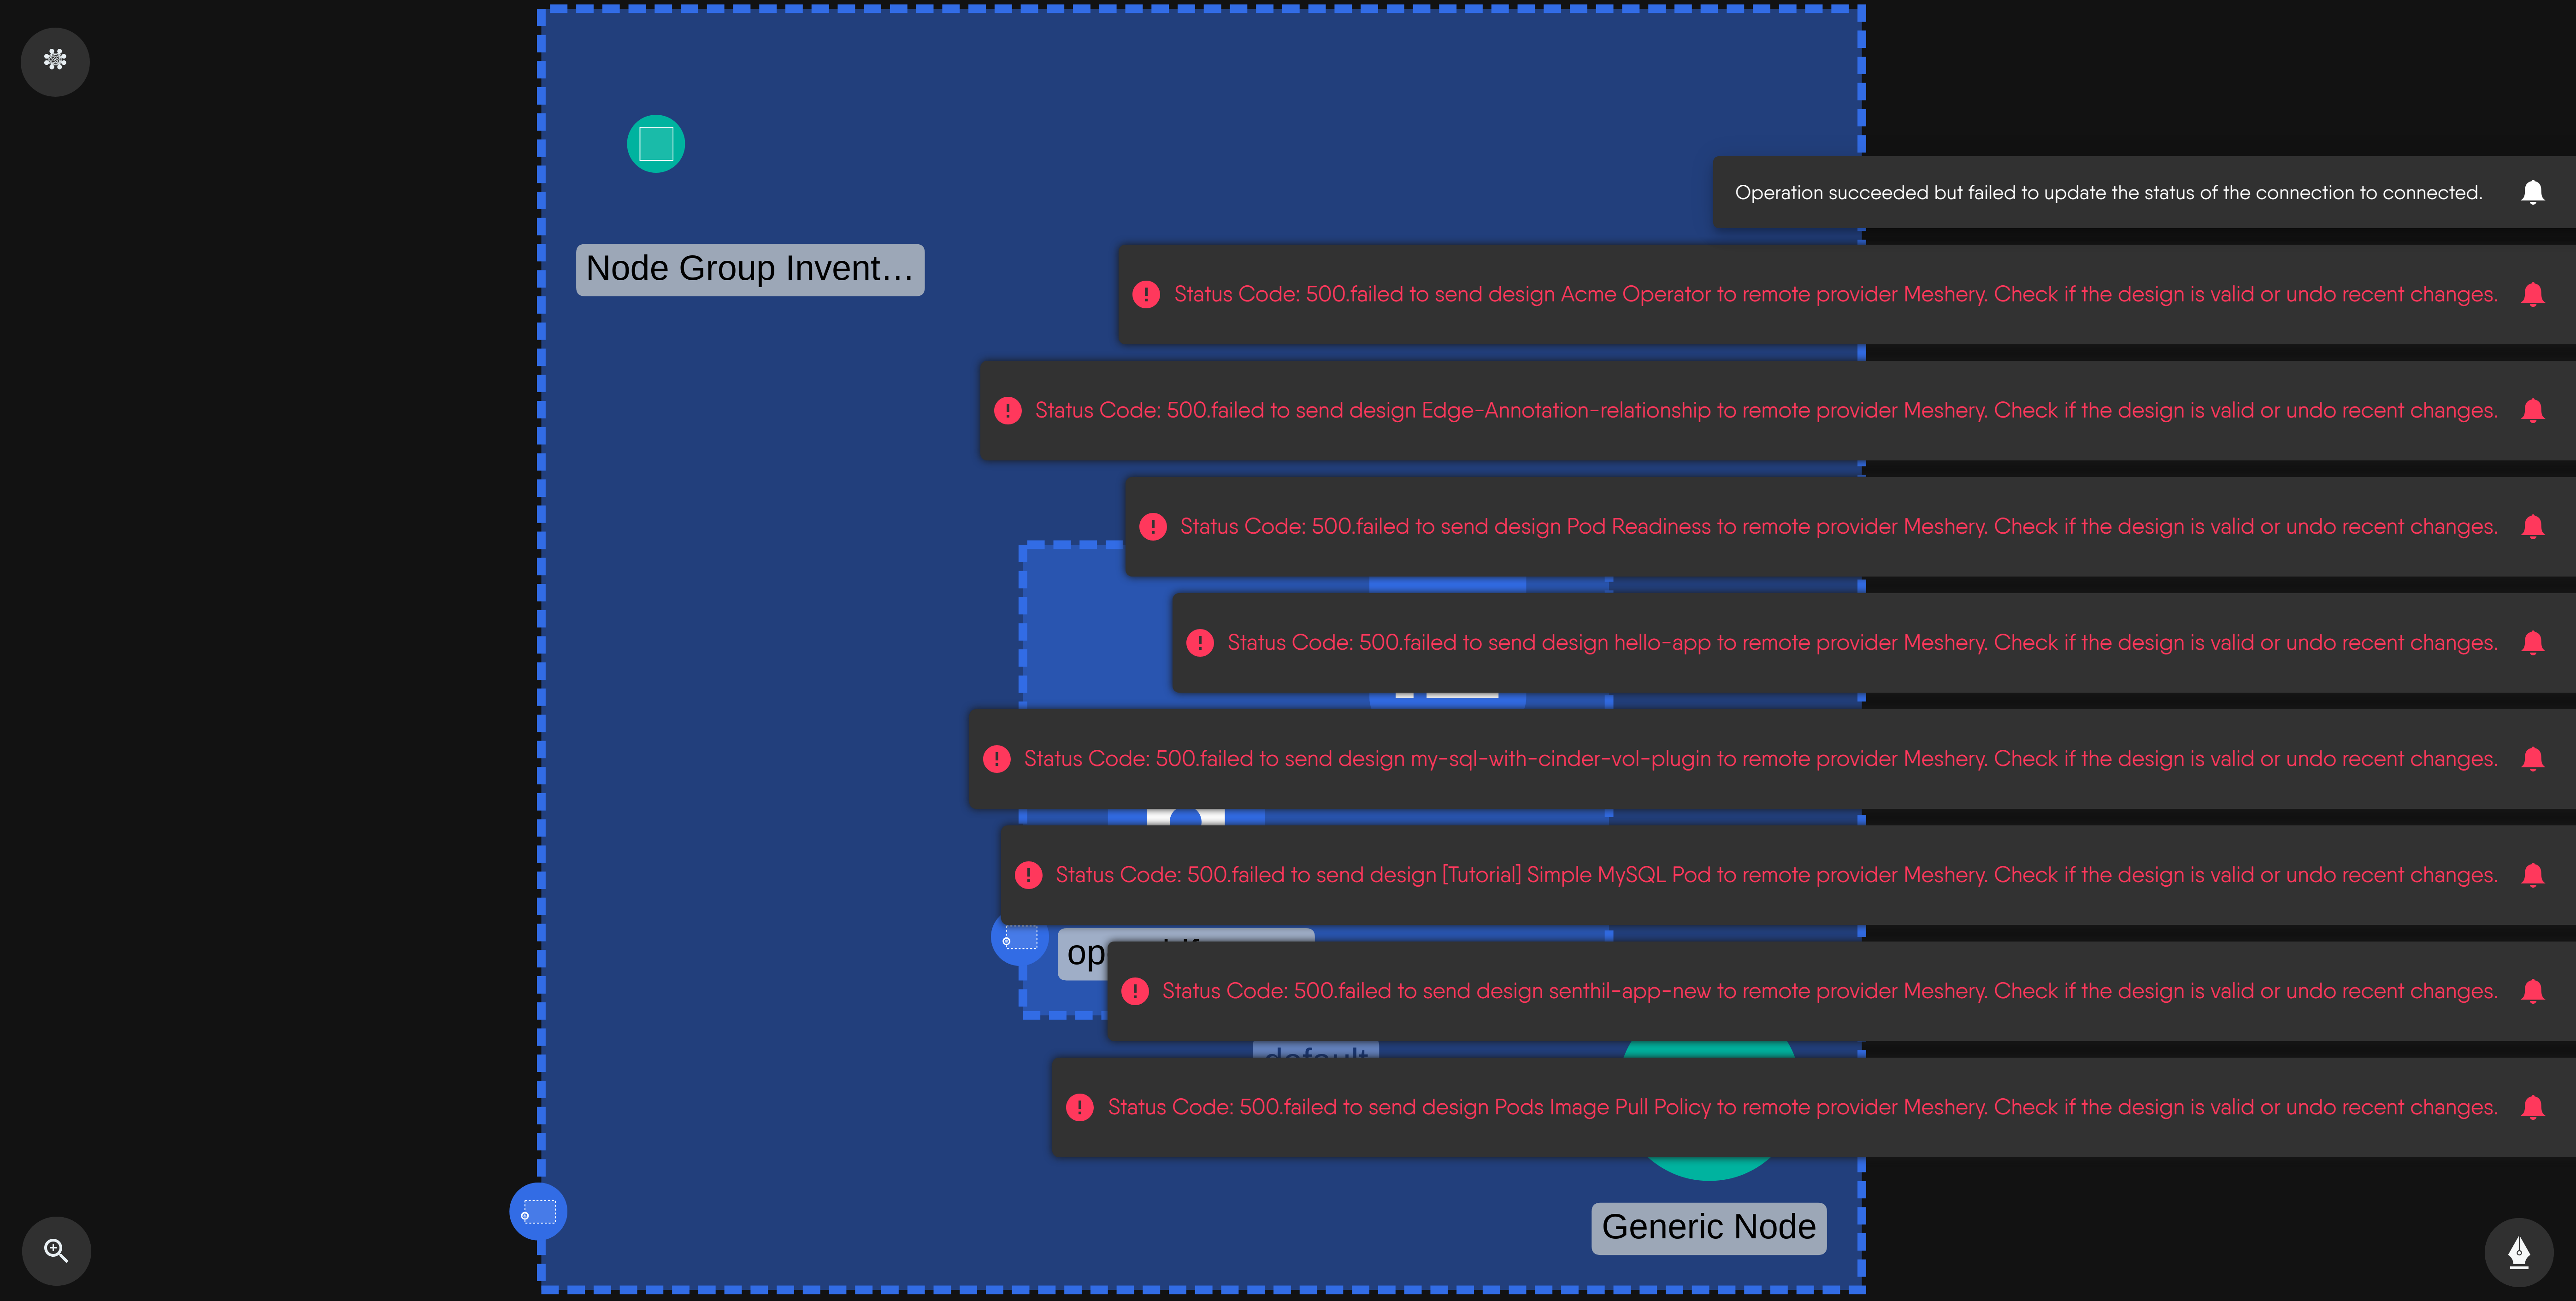 Operation succeeded but failed to update the status of the connection to connected.
Node Group Invent...
Status Code: 500.failed to send design Acme Operator to remote provider Meshery. Check if the design is valid or undo recent changes.
Status Code: 500.failed to send design Edge-Annotation-relationship to remote provider Meshery. Check if the design is valid or undo recent changes.
Status Code: 500.failed to send design Pod Readiness to remote provider Meshery. Check if the design is valid or undo recent changes.
Status Code: 500.failed to send design hello-app to remote provider Meshery. Check if the design is valid or undo recent changes.
Status Code: 500.failed to send design my-sql-with-cinder-vol-plugin to remote provider Meshery. Check if the design is valid or undo recent changes.
Status Code: 500.failed to send design [Tutorial] Simple MySQL Pod to remote provider Meshery. Check if the design is valid or undo recent changes.
Status Code: 500.failed to send design senthil-app-new to remote provider Meshery. Check if the design is valid or undo recent changes.
default
Status Code: 500.failed to send design Pods Image Pull Policy to remote provider Meshery. Check if the design is valid or undo recent changes.
Generic Node